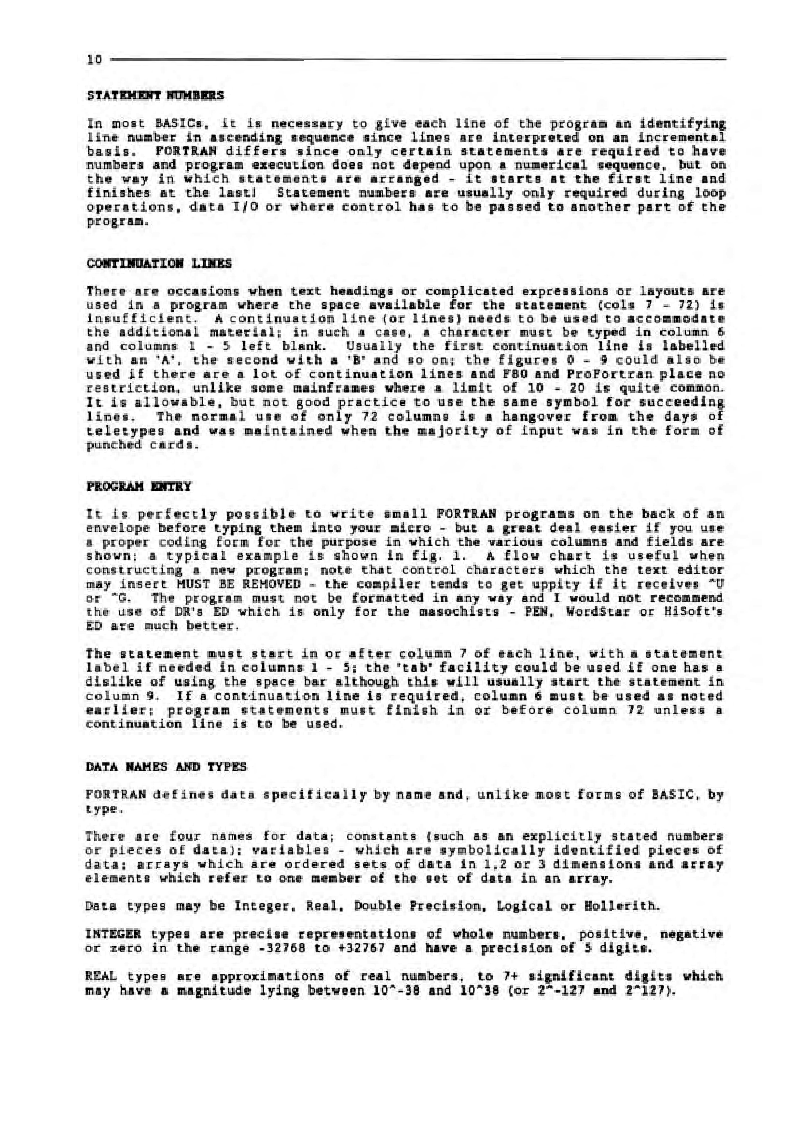 10
STATEMENT NUMBERS
In most BASICs, it is necessary to give each line of the program an identifying
line number in ascending sequence since lines are interpreted on an incremental
basis. FORTRAN differs since only certain statements are required to have
numbers and program execution does not depend upon a numerical sequence, but on
the way in which statements are arranged - it starts at the first line and
finishes at the last! Statement numbers are usually only required during loop
operations, data I/O or where control has to be passed to another part of the
program.
CONTINUATION LINES
There are occasions when text headings or complicated expressions or layouts are
used in a program where the space available for the statement (cols 7 - 72) is
insufficient. A continuation line (or lines) needs to be used to accommodate
the additional material; in such a case, a character must be typed in column 6
and columns 1 - 5 left blank. Usually the first continuation line is labelled
with an 'A', the second with a 'B' and so on; the figures 0 - 9 could also be
used if there are a lot of continuation lines and F80 and ProFortran place no
restriction, unlike some mainframes where a limit of 10 - 20 is quite common.
It is allowable, but not good practice to use the same symbol for succeeding
lines. The normal use of only 72 columns is a hangover from the days of
teletypes and was maintained when the majority of input was in the form of
punched cards.
PROGRAM ENTRY
It is perfectly possible to write small FORTRAN programs on the back of an
envelope before typing them into your micro - but a great deal easier if you use
a proper coding form for the purpose in which the various columns and fields are
shown; a typical example is shown in fig. 1. A flow chart is useful when
constructing a new program; note that control characters which the text editor
may insert MUST BE REMOVED - the compiler tends to get uppity if it receives ^U
or ^G. The program must not be formatted in any way and I would not recommend
the use of DR's ED which is only for the masochists - PEN, WordStar or HiSoft's
ED are much better.
The statement must start in or after column 7 of each line, with a statement
label if needed in columns 1 - 5; the 'tab' facility could be used if one has a
dislike of using the space bar although this will usually start the statement in
column 9. If a continuation line is required, column 6 must be used as noted
earlier; program statements must finish in or before column 72 unless a
continuation line is to be used.
DATA NAMES AND TYPES
FORTRAN defines data specifically by name and, unlike most forms of BASIC, by
type.
There are four names for data; constants (such as an explicitly stated numbers
or pieces of data); variables - which are symbolically identified pieces of
data; arrays which are ordered sets of data in 1,2 or 3 dimensions and array
elements which refer to one member of the set of data in an array.
Data types may be Integer, Real, Double Precision, Logical or Hollerith.
INTEGER types are precise representations of whole numbers, positive, negative
or zero in the range -32768 to +32767 and have a precision of 5 digits.
REAL types are approximations of real numbers, to 7+ significant digits which
may have a magnitude lying between 10^-38 and 10^38 (or 2^-127 and 2^127).